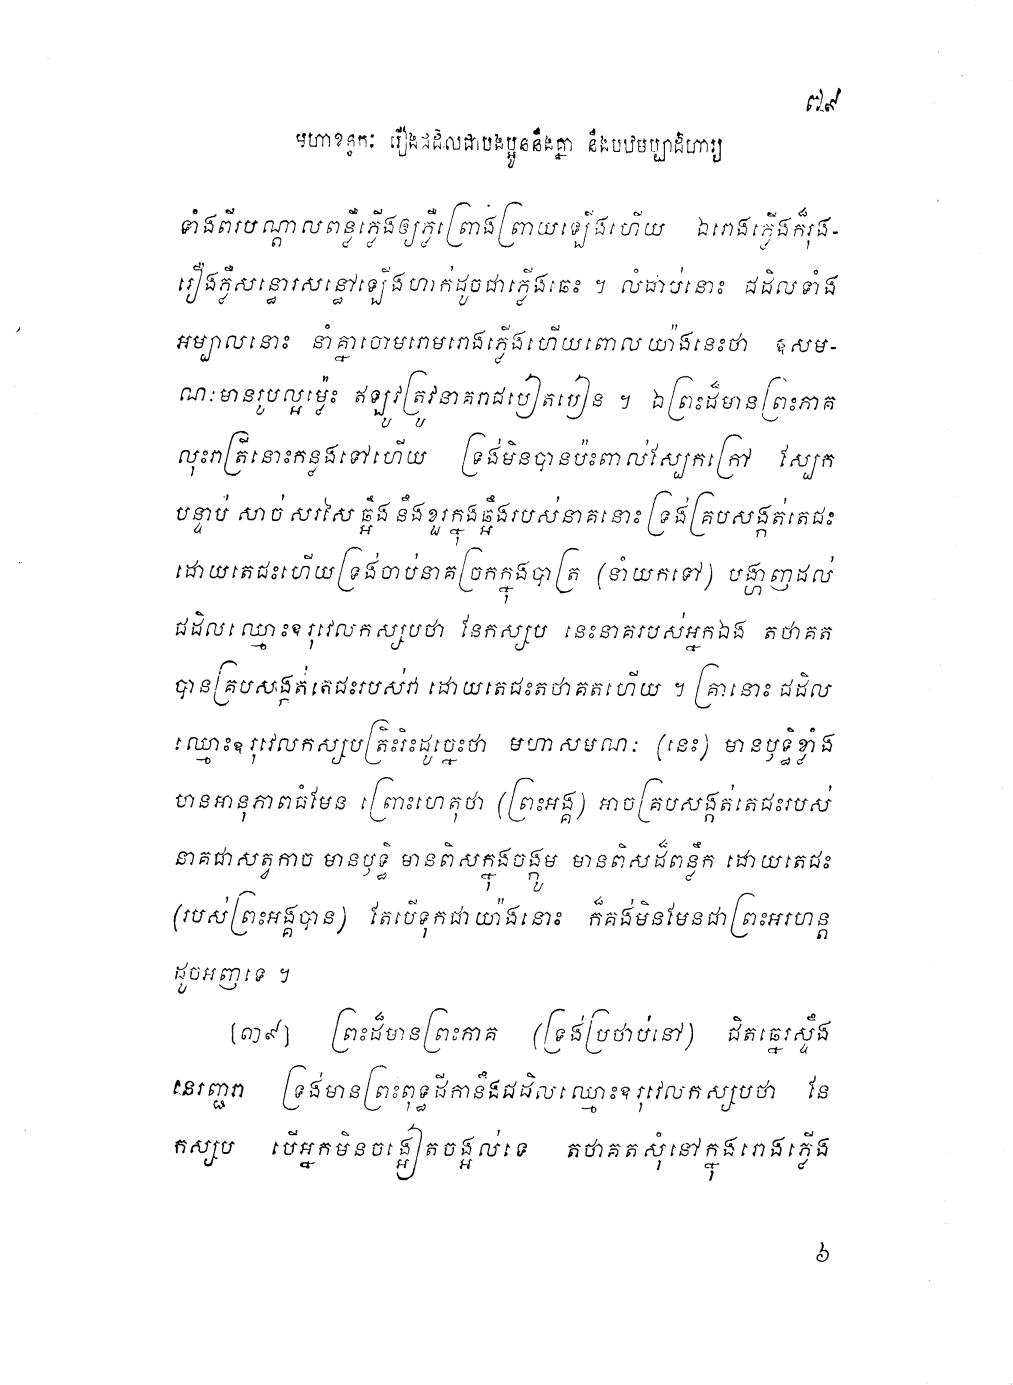 ៧៩
មហាខន្ធកៈ រឿងជដិលជាបងប្អូននឹងគ្នា និងបឋមប្បាដិហារ្យ
ទាំងពីរបណ្តាលពន្លឺភ្លើងឲ្យភ្លឺព្រោងព្រាយឡើងហើយ ឯរោងភ្លើងក៏រុង-
រឿងភ្លឺសន្ធោរសន្ធៅឡើងហាក់ដូចជាភ្លើងឆេះ ។ លំដាប់នោះ ជដិលទាំង
អម្បាលនោះ នាំគ្នាចោមរោមរោងភ្លើងហើយពោលយ៉ាងនេះថា ឧសម-
ណៈមានរូបល្អម៉្លេះ ឥឡូវត្រូវនាគរាជបៀតបៀន ។ ឯព្រះដ៏មានព្រះភាគ
លុះរាត្រីនោះកន្លងទៅហើយ ទ្រង់មិនបានប៉ះពាល់ស្បែកក្រៅ ស្បែក
បន្ទាប់ សាច់ សរសៃ ឆ្អឹង នឹងខួរក្នុងឆ្អឹងរបស់នាគនោះ ទ្រង់គ្របសង្កត់តេជះ
ដោយតេជះហើយទ្រង់ចាប់នាគច្រកក្នុងបាត្រ (នាំយកទៅ) បង្ហាញដល់
ជដិលឈ្មោះឧរុវេលកស្សបថា នែកស្សប នេះនាគរបស់អ្នកឯង តថាគត
បានគ្របសង្កត់តេជះរបស់វា ដោយតេជះតថាគតហើយ ។ គ្រានោះ ជដិល
ឈ្មោះឧរុវេលកស្សបត្រិះរិះដូច្នេះថា មហាសមណៈ (នេះ) មានឫទ្ធិខ្លាំង
មានអានុភាពធំមែន ព្រោះហេតុថា (ព្រះអង្គ) អាចគ្របសង្កត់តេជះរបស់
នាគជាសត្វកាច មានឫទ្ធិ មានពិសក្នុងចង្កូម មានពិសដ៏ពន្លឹក ដោយតេជះ
(របស់ព្រះអង្គបាន) តែបើទុកជាយ៉ាងនោះ ក៏គង់មិនមែនជាព្រះអរហន្ត
ដូចអញទេ ។
[៣៩] ព្រះដ៏មានព្រះភាគ (ទ្រង់ប្រថាប់នៅ) ជិតឆ្នេរស្ទឹង
នេរញ្ជរា ទ្រង់មានព្រះពុទ្ធដីកានឹងជដិលឈ្មោះឧរុវេលកស្សបថា នែ
កស្សប បើអ្នកមិនចង្អៀតចង្អល់ទេ តថាគតសុំនៅក្នុងរោងភ្លើង
៦